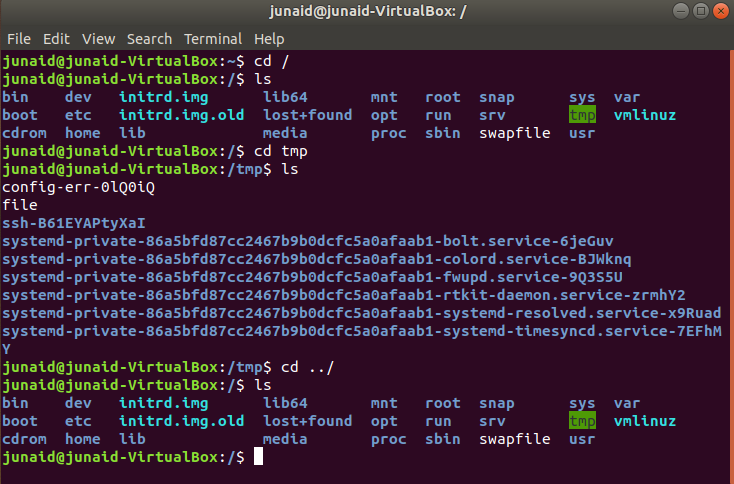 junaid@junaid-VirtualBox: /
File Edit View Search Terminal Help
junaid@junaid-VirtualBox:~$ cd /
junaid@junaid-VirtualBox:/$ ls
bin dev initrd.img lib64 mnt root snap sys var
boot etc initrd.img.old lost+found opt run srv tmp vmlinuz
cdrom home lib media proc sbin swapfile usr
junaid@junaid-VirtualBox:/$ cd tmp
junaid@junaid-VirtualBox:/tmp$ ls
config-err-0lQ0iQ
file
ssh-B61EYAPtyXaI
systemd-private-86a5bfd87cc2467b9b0dcfc5a0afaab1-bolt.service-6jeGuv
systemd-private-86a5bfd87cc2467b9b0dcfc5a0afaab1-colord.service-BJWknq
systemd-private-86a5bfd87cc2467b9b0dcfc5a0afaab1-fwupd.service-9Q3S5U
systemd-private-86a5bfd87cc2467b9b0dcfc5a0afaab1-rtkit-daemon.service-zrmhY2
systemd-private-86a5bfd87cc2467b9b0dcfc5a0afaab1-systemd-resolved.service-x9Ruad
systemd-private-86a5bfd87cc2467b9b0dcfc5a0afaab1-systemd-timesyncd.service-7EFhM
Y
junaid@junaid-VirtualBox:/tmp$ cd ../
junaid@junaid-VirtualBox:/$ ls
bin dev initrd.img lib64 mnt root snap sys var
boot etc initrd.img.old lost+found opt run srv tmp vmlinuz
cdrom home lib media proc sbin swapfile usr
junaid@junaid-VirtualBox:/$